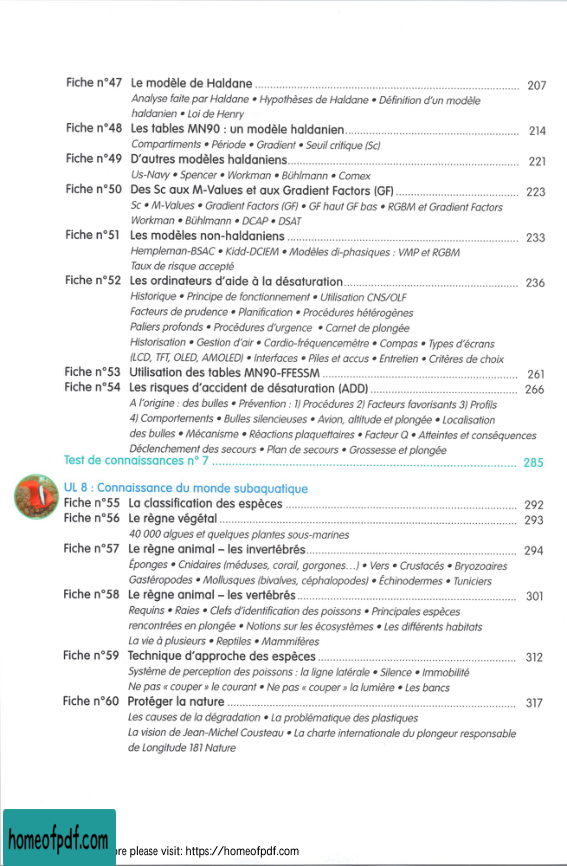 Fiche n°47 Le modèle de Haldane ........ 207
Analyse faite par Haldane • Hypothèses de Haldane • Définition d'un modèle
haldanien • Loi de Henry
Fiche n°48 Les tables MN90 : un modèle haldanien ........ 214
Compartiments • Période • Gradient • Seuil critique (Sc)
Fiche n°49 D'autres modèles haldaniens ........ 221
Us-Navy • Spencer • Workman • Bühlmann • Comex
Fiche n°50 Des Sc aux M-Values et aux Gradient Factors (GF) ........ 223
Sc • M-Values • Gradient Factors (GF) • GF haut GF bas • RGBM et Gradient Factors
Workman • Bühlmann • DCAP • DSAT
Fiche n°51 Les modèles non-haldaniens ........ 233
Hempleman-BSAC • Kidd-DCIEM • Modèles di-phasiques : VMP et RGBM
Taux de risque accepté
Fiche n°52 Les ordinateurs d'aide à la désaturation ........ 236
Historique • Principe de fonctionnement • Utilisation CNS/OLF
Facteurs de prudence • Planification • Procédures hétérogènes
Paliers profonds • Procédures d'urgence • Carnet de plongée
Historisation • Gestion d'air • Cardio-fréquencemètre • Compas • Types d'écrans
(LCD, TFT, OLED, AMOLED) • Interfaces • Piles et accus • Entretien • Critères de choix
Fiche n°53 Utilisation des tables MN90-FFESSM ........ 261
Fiche n°54 Les risques d'accident de désaturation (ADD) ........ 266
A l'origine : des bulles • Prévention : 1) Procédures 2) Facteurs favorisants 3) Profils
4) Comportements • Bulles silencieuses • Avion, altitude et plongée • Localisation
des bulles • Mécanisme • Réactions plaquettaires • Facteur Q • Atteintes et conséquences
Déclenchement des secours • Plan de secours • Grossesse et plongée
Test de connaissances n° 7 ........ 285
UL 8 : Connaissance du monde subaquatique
Fiche n°55 La classification des espèces ........ 292
Fiche n°56 Le règne végétal ........ 293
40 000 algues et quelques plantes sous-marines
Fiche n°57 Le règne animal – les invertébrés ........ 294
Éponges • Cnidaires (méduses, corail, gorgones...) • Vers • Crustacés • Bryozoaires
Gastéropodes • Mollusques (bivalves, céphalopodes) • Échinodermes • Tuniciers
Fiche n°58 Le règne animal – les vertébrés ........ 301
Requins • Raies • Clefs d'identification des poissons • Principales espèces
rencontrées en plongée • Notions sur les écosystèmes • Les différents habitats
La vie à plusieurs • Reptiles • Mammifères
Fiche n°59 Technique d'approche des espèces ........ 312
Système de perception des poissons : la ligne latérale • Silence • Immobilité
Ne pas « couper » le courant • Ne pas « couper » la lumière • Les bancs
Fiche n°60 Protéger la nature ........ 317
Les causes de la dégradation • La problématique des plastiques
La vision de Jean-Michel Cousteau • La charte internationale du plongeur responsable
de Longitude 181 Nature
homeofpdf.com
re please visit: https://homeofpdf.com